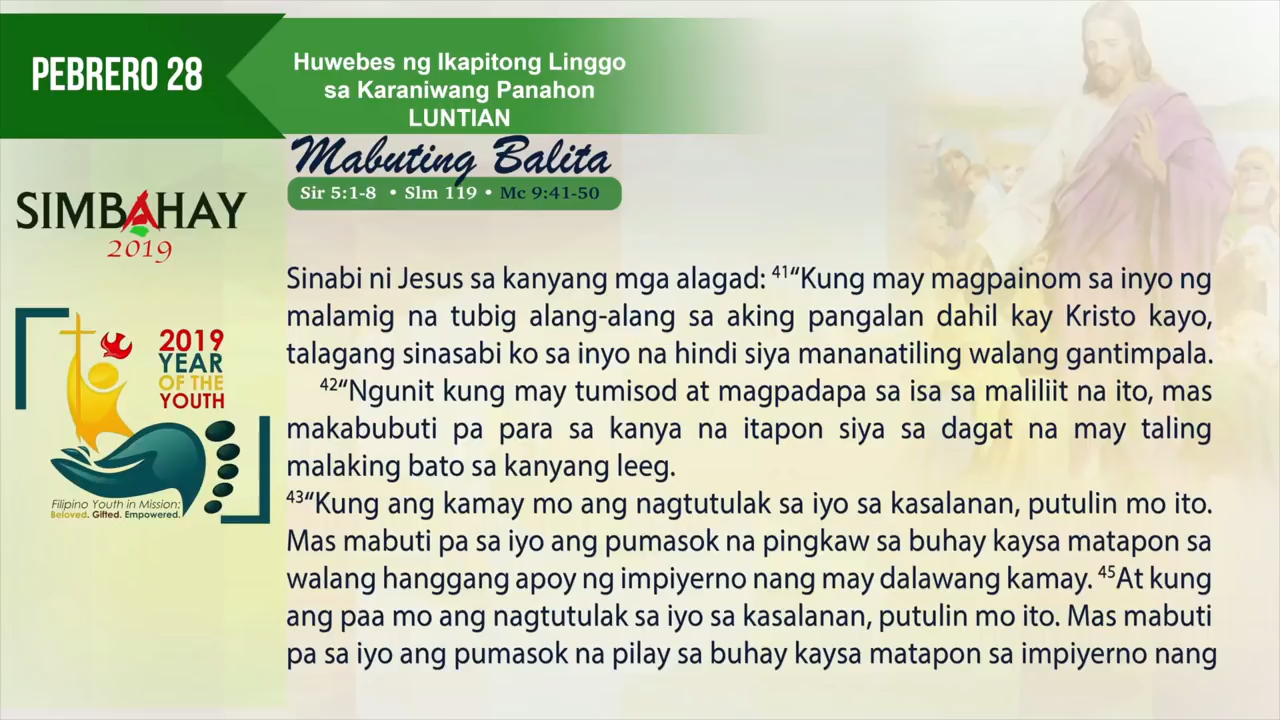 PEBRERO 28
Huwebes ng Ikapitong Linggo
sa Karaniwang Panahon
LUNTIAN
Mabuting Balita
Sir 5:1-8 • Slm 119 • Mc 9:41-50
SIMBAHAY
2019
2019
YEAR
OF THE
YOUTH
Filipino Youth in Mission:
Beloved. Gifted. Empowered.
Sinabi ni Jesus sa kanyang mga alagad: 41“Kung may magpainom sa inyo ng
malamig na tubig alang-alang sa aking pangalan dahil kay Kristo kayo,
talagang sinasabi ko sa inyo na hindi siya mananatiling walang gantimpala.
42“Ngunit kung may tumisod at magpadapa sa isa sa maliliit na ito, mas
makabubuti pa para sa kanya na itapon siya sa dagat na may taling
malaking bato sa kanyang leeg.
43“Kung ang kamay mo ang nagtutulak sa iyo sa kasalanan, putulin mo ito.
Mas mabuti pa sa iyo ang pumasok na pingkaw sa buhay kaysa matapon sa
walang hanggang apoy ng impiyerno nang may dalawang kamay. 45At kung
ang paa mo ang nagtutulak sa iyo sa kasalanan, putulin mo ito. Mas mabuti
pa sa iyo ang pumasok na pilay sa buhay kaysa matapon sa impiyerno nang